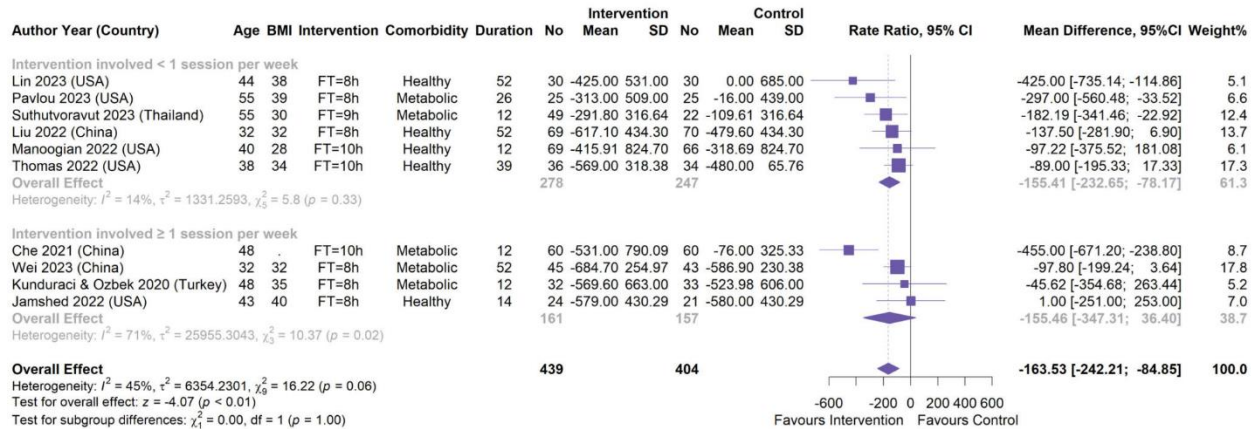 Intervention Control
Author Year (Country) Age BMI Intervention Comorbidity Duration No Mean SD No Mean SD Rate Ratio, 95% CI Mean Difference, 95%CI Weight%
Intervention involved < 1 session per week
Lin 2023 (USA) 44 38 FT=8h Healthy 52 30 -425.00 531.00 30 0.00 685.00 -425.00 [-735.14; -114.86] 5.1
Pavlou 2023 (USA) 55 39 FT=8h Metabolic 26 25 -313.00 509.00 25 -16.00 439.00 -297.00 [-560.48; -33.52] 6.6
Suthutvoravut 2023 (Thailand) 55 30 FT=9h Metabolic 12 49 -291.80 316.64 22 -109.61 316.64 -182.19 [-341.46; -22.92] 12.4
Liu 2022 (China) 32 32 FT=8h Healthy 52 69 -617.10 434.30 70 -479.60 434.30 -137.50 [-281.90; 6.90] 13.7
Manoogian 2022 (USA) 40 28 FT=10h Healthy 12 69 -415.91 824.70 66 -318.69 824.70 -97.22 [-375.52; 181.08] 6.1
Thomas 2022 (USA) 38 34 FT=10h Healthy 39 36 -569.00 318.38 34 -480.00 65.76 -89.00 [-195.33; 17.33] 17.3
Overall Effect 278 247 -155.41 [-232.65; -78.17] 61.3
Heterogeneity: I² = 14%, τ² = 1331.2593, χ²₅ = 5.8 (p = 0.33)
Intervention involved ≥ 1 session per week
Che 2021 (China) 48 . FT=10h Metabolic 12 60 -531.00 790.09 60 -76.00 325.33 -455.00 [-671.20; -238.80] 8.7
Wei 2023 (China) 32 32 FT=8h Metabolic 52 45 -684.70 254.97 43 -586.90 230.38 -97.80 [-199.24; 3.64] 17.8
Kunduraci & Ozbek 2020 (Turkey) 48 35 FT=8h Metabolic 12 32 -569.60 663.00 33 -523.98 606.00 -45.62 [-354.68; 263.44] 5.2
Jamshed 2022 (USA) 43 40 FT=8h Healthy 14 24 -579.00 430.29 21 -580.00 430.29 1.00 [-251.00; 253.00] 7.0
Overall Effect 161 157 -155.46 [-347.31; 36.40] 38.7
Heterogeneity: I² = 71%, τ² = 25955.3043, χ²₃ = 10.37 (p = 0.02)
Overall Effect 439 404 -163.53 [-242.21; -84.85] 100.0
Heterogeneity: I² = 45%, τ² = 6354.2301, χ²₉ = 16.22 (p = 0.06)
Test for overall effect: z = -4.07 (p < 0.01)
Test for subgroup differences: χ²₁ = 0.00, df = 1 (p = 1.00)
-600 -200 0 200 400 600
Favours Intervention Favours Control